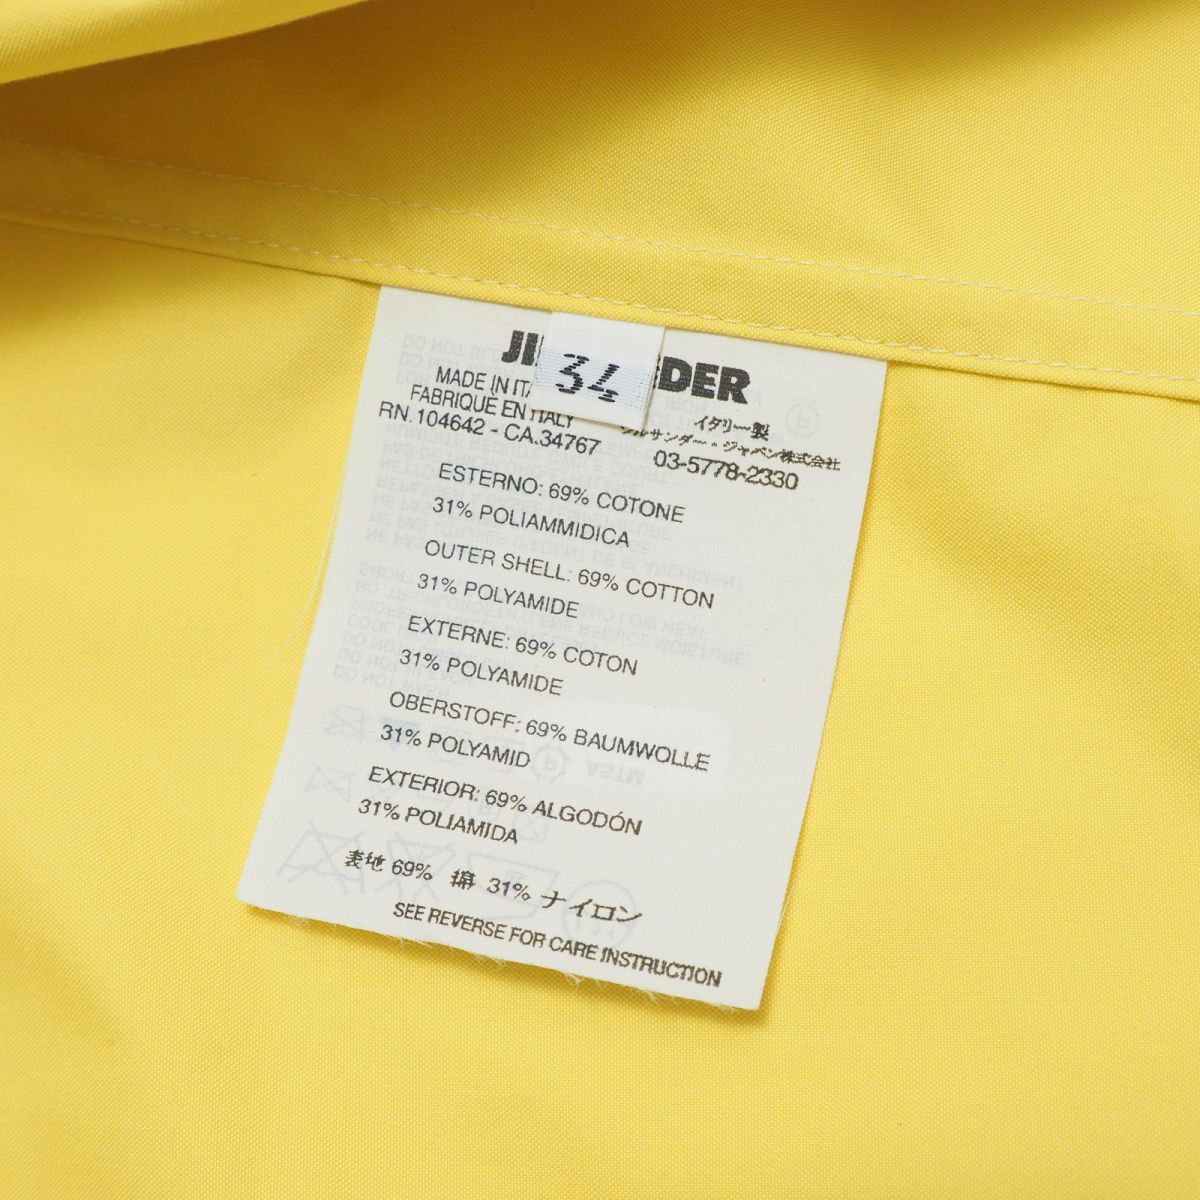 34
DER
MADE IN
FABRIQUE EN ITALY
RN.104642 - CA.34767
イタリー製
ジルサンダー・ジャパン株式会社
03-5778-2330
ESTERNO: 69% COTONE
31% POLIAMMIDICA
OUTER SHELL: 69% COTTON
31% POLYAMIDE
EXTERNE: 69% COTON
31% POLYAMIDE
OBERSTOFF: 69% BAUMWOLLE
31% POLYAMID
EXTERIOR: 69% ALGODÓN
31% POLIAMIDA
表地 69% 綿 31% ナイロン
SEE REVERSE FOR CARE INSTRUCTION